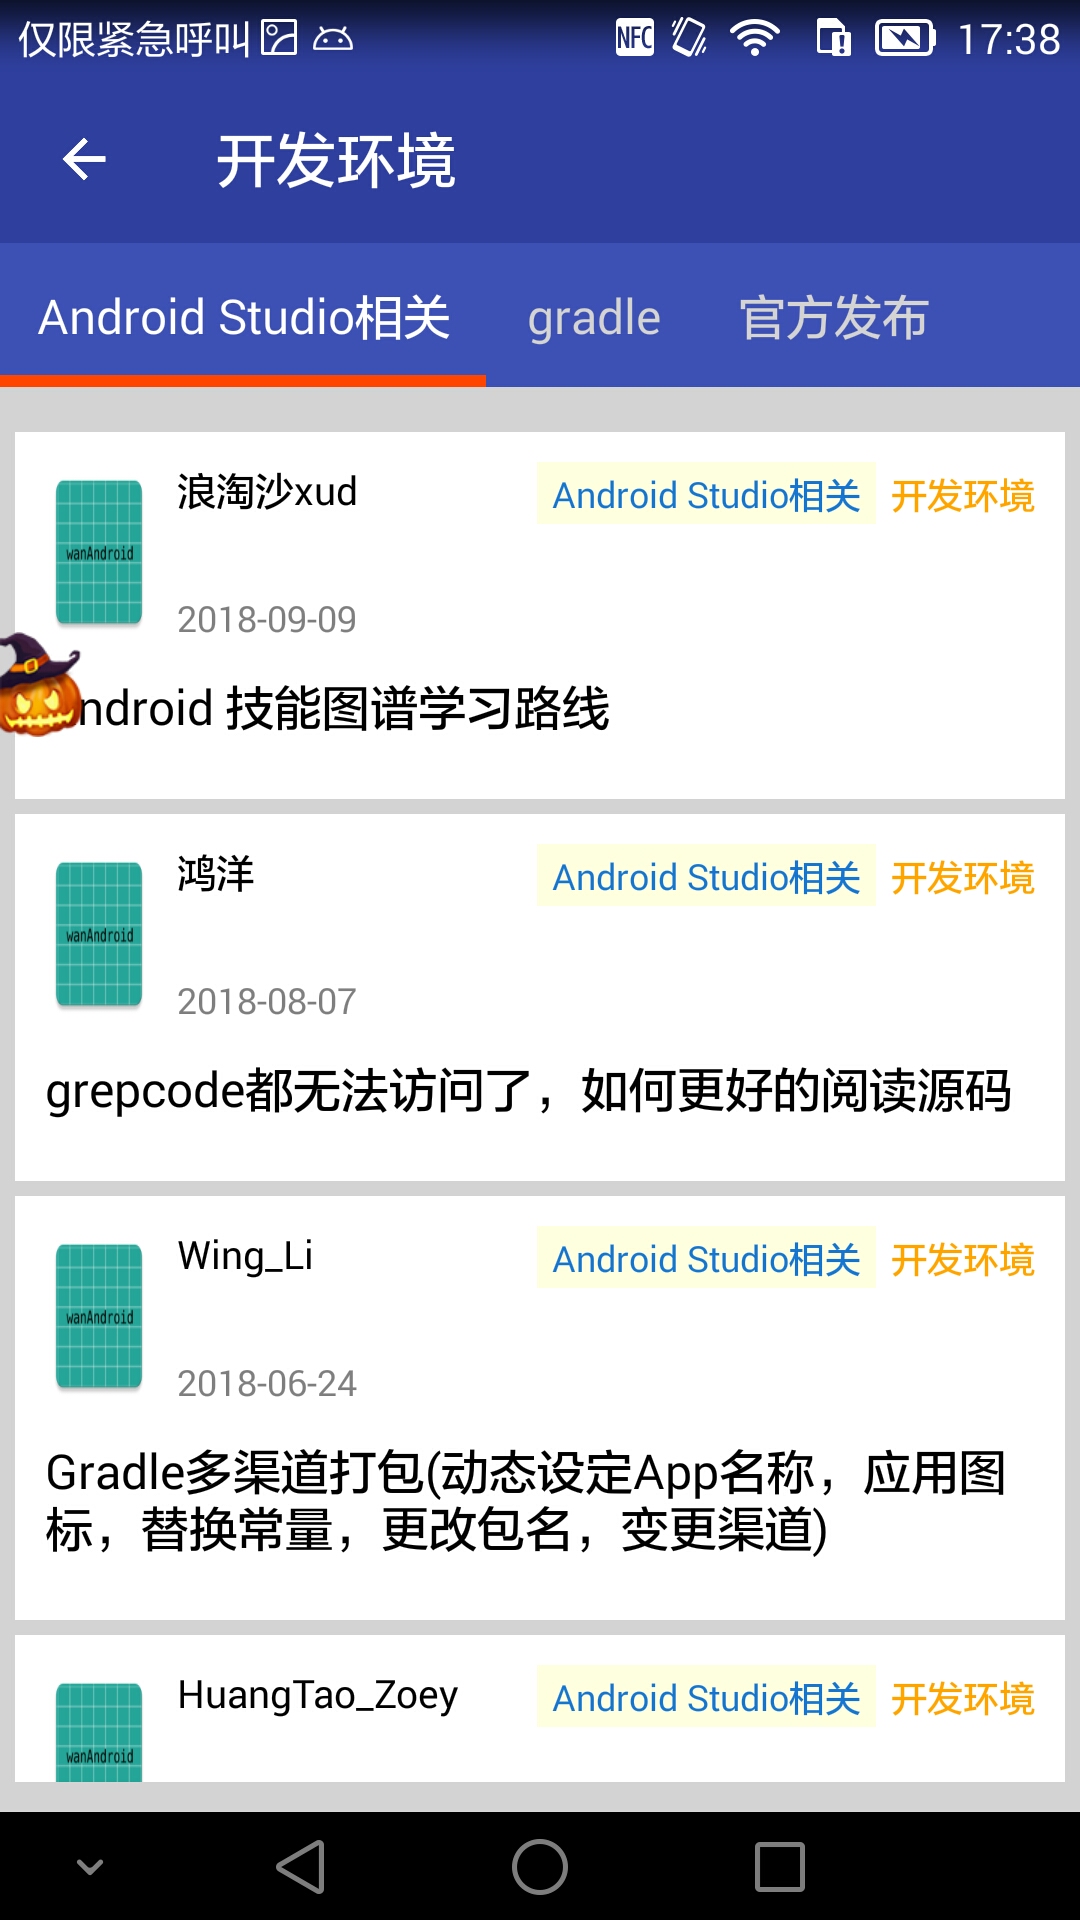 仅限紧急呼叫 NFC 17:38
开发环境
Android Studio相关 gradle 官方发布
浪淘沙xud Android Studio相关 开发环境
wanAndroid
2018-09-09
ndroid 技能图谱学习路线
鸿洋 Android Studio相关 开发环境
wanAndroid
2018-08-07
grepcode都无法访问了，如何更好的阅读源码
Wing_Li Android Studio相关 开发环境
wanAndroid
2018-06-24
Gradle多渠道打包(动态设定App名称，应用图
标，替换常量，更改包名，变更渠道)
HuangTao_Zoey Android Studio相关 开发环境
wanAndroid